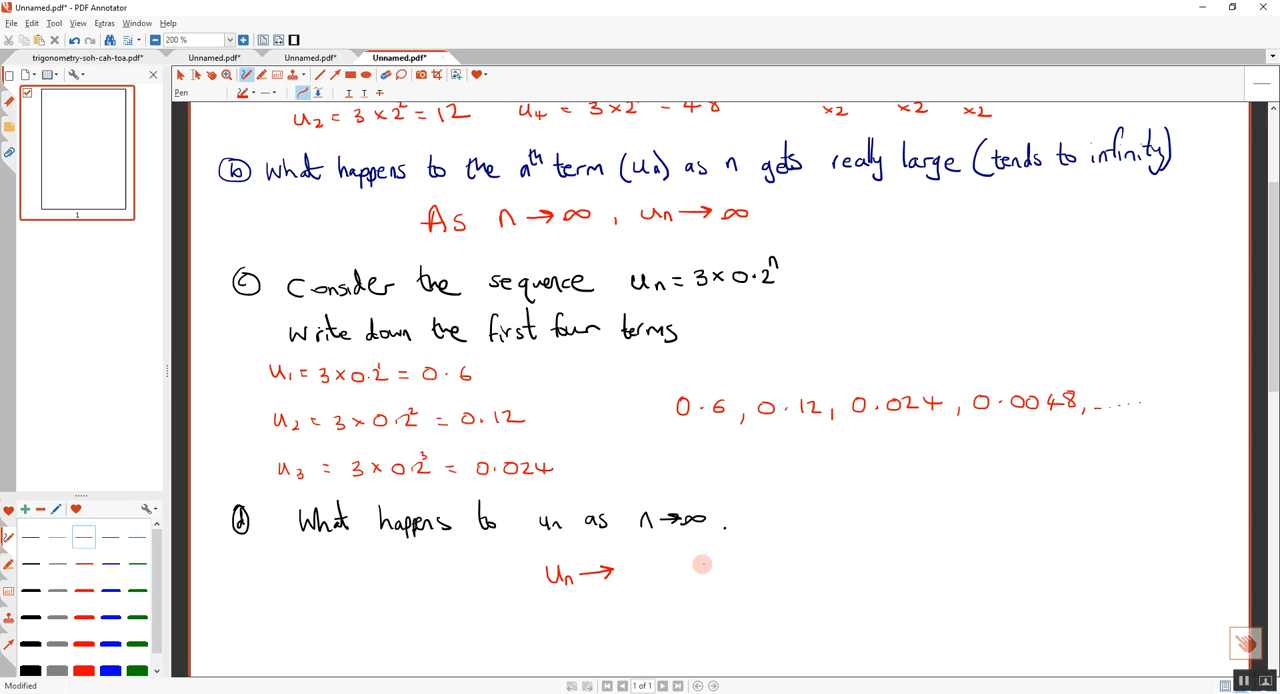 Unnamed.pdf* - PDF Annotator
File Edit Tool View Extras Window Help
200 %
trigonometry-soh-cah-toa.pdf* Unnamed.pdf* Unnamed.pdf* Unnamed.pdf*
Pen
u₂ = 3 × 2² = 12 u₄ = 3 × 2 = 48 ×2 ×2 ×2
(b) What happens to the nth term (un) as n gets really large (tends to infinity)
As n → ∞ , un → ∞
(c) Consider the sequence un = 3 × 0.2ⁿ
Write down the first four terms
u₁ = 3 × 0.2¹ = 0.6
0.6 , 0.12, 0.024 , 0.0048, .....
u₂ = 3 × 0.2² = 0.12
u₃ = 3 × 0.2³ = 0.024
(d) What happens to un as n → ∞ .
un →
1
1 of 1
Modified